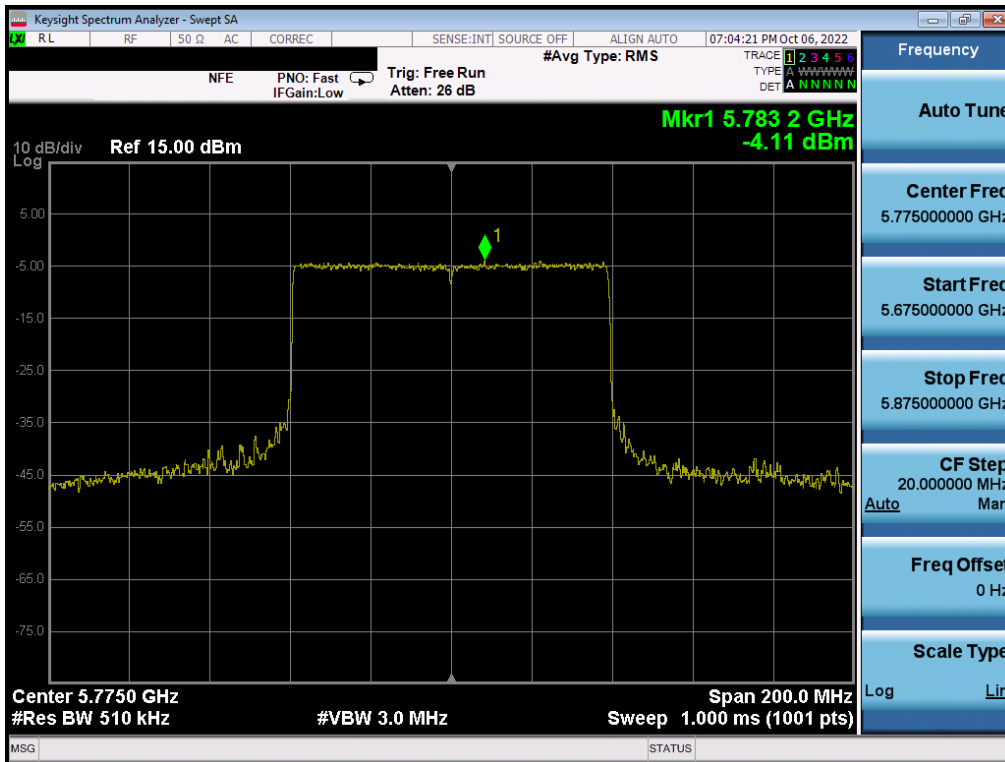 Keysight Spectrum Analyzer - Swept SA
LXI RL RF 50 Ω AC CORREC SENSE:INT SOURCE OFF ALIGN AUTO 07:04:21 PM Oct 06, 2022
#Avg Type: RMS
TRACE 1 2 3 4 5 6
TYPE A WWWWW
DET A N N N N N
NFE
PNO: Fast
IFGain:Low
Trig: Free Run
Atten: 26 dB
Mkr1 5.783 2 GHz
-4.11 dBm
10 dB/div
Log
Ref 15.00 dBm
1
5.00
-5.00
-15.0
-25.0
-35.0
-45.0
-55.0
-65.0
-75.0
Center 5.7750 GHz
Span 200.0 MHz
#Res BW 510 kHz
#VBW 3.0 MHz
Sweep 1.000 ms (1001 pts)
MSG
STATUS
Frequency
Auto Tune
Center Freq
5.775000000 GHz
Start Freq
5.675000000 GHz
Stop Freq
5.875000000 GHz
CF Step
20.000000 MHz
Auto Man
Freq Offset
0 Hz
Scale Type
Log Lin